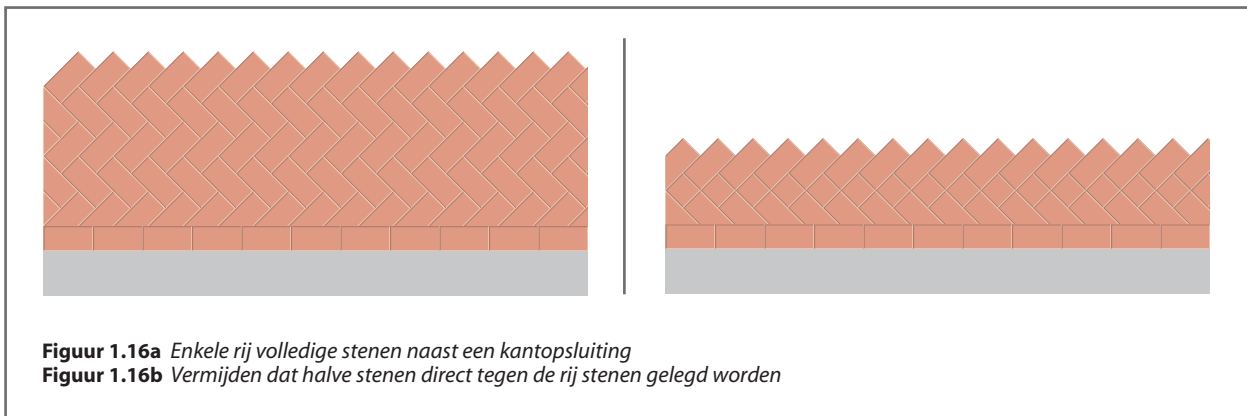 Figuur 1.16a Enkele rij volledige stenen naast een kantopsluiting
Figuur 1.16b Vermijden dat halve stenen direct tegen de rij stenen gelegd worden